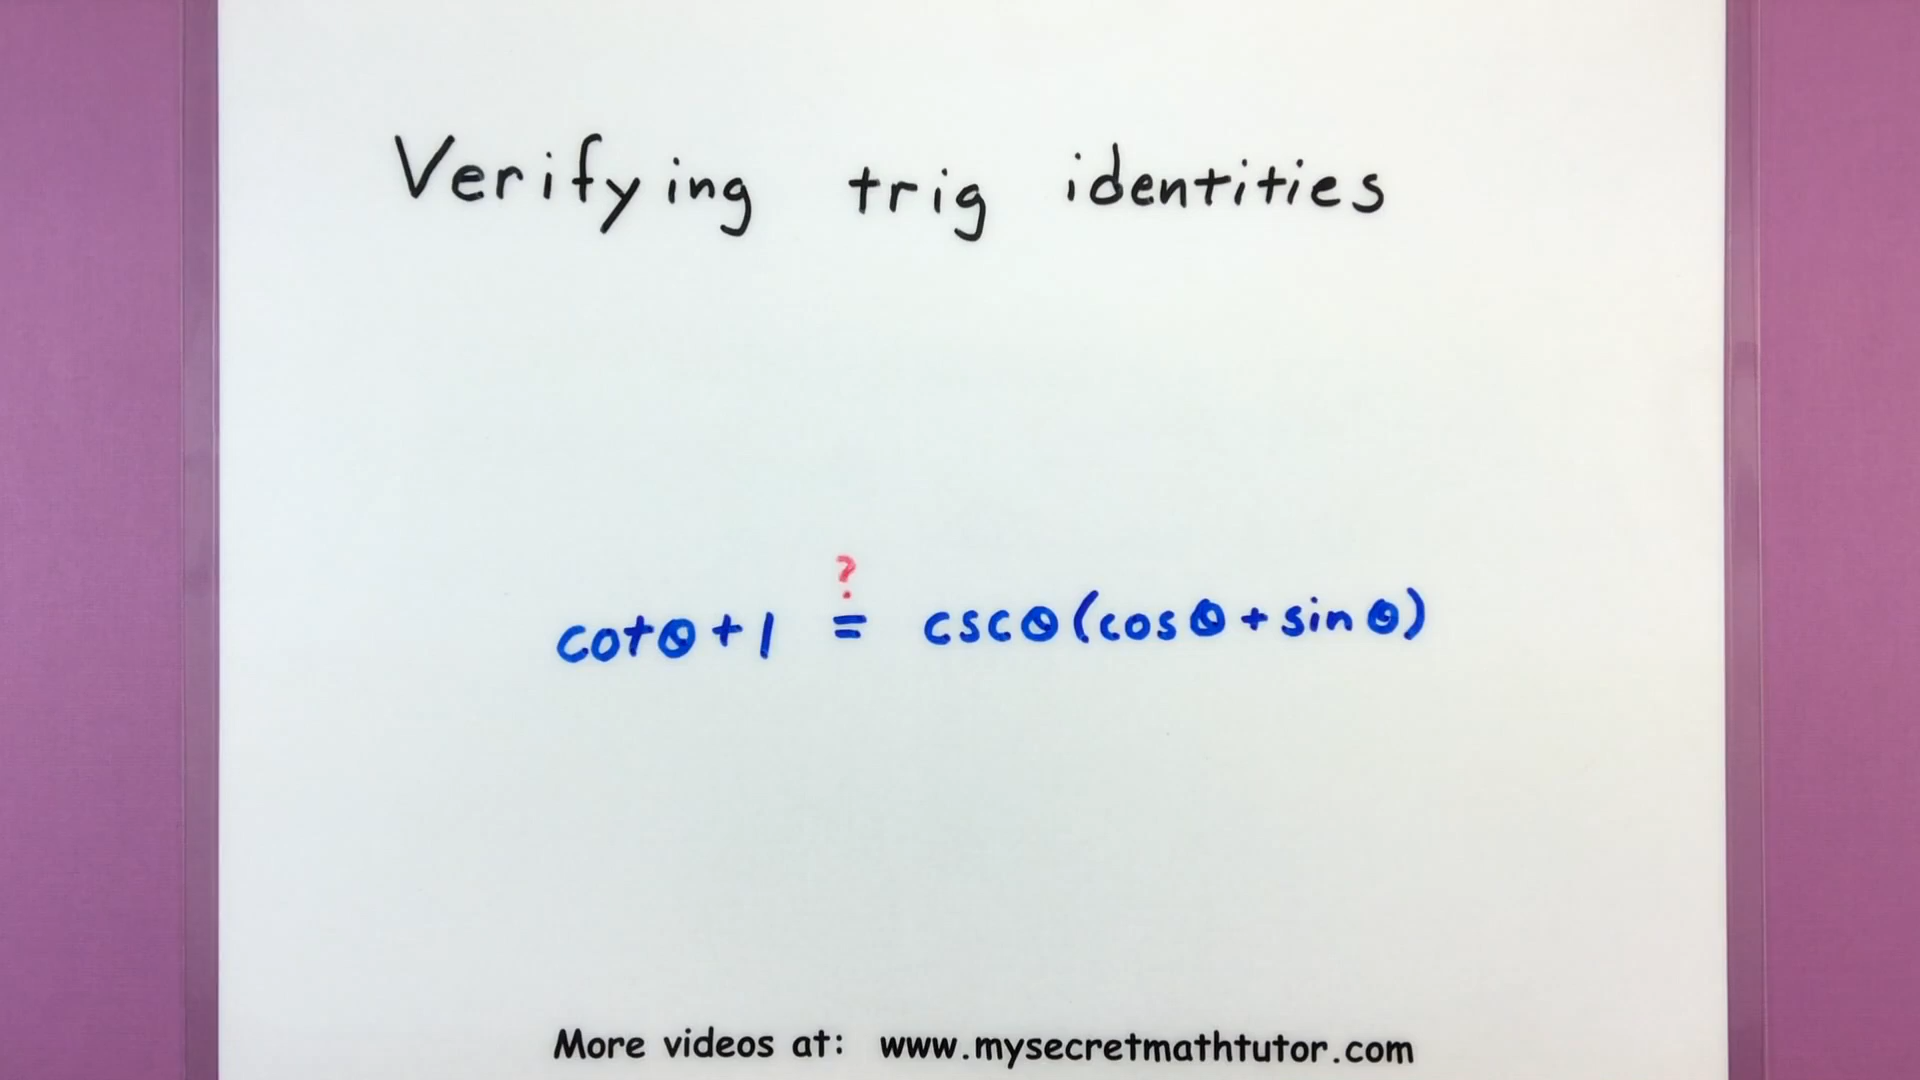 Verifying trig identities
?
cotθ+1 = cscθ(cosθ+sinθ)
More videos at: www.mysecretmathtutor.com